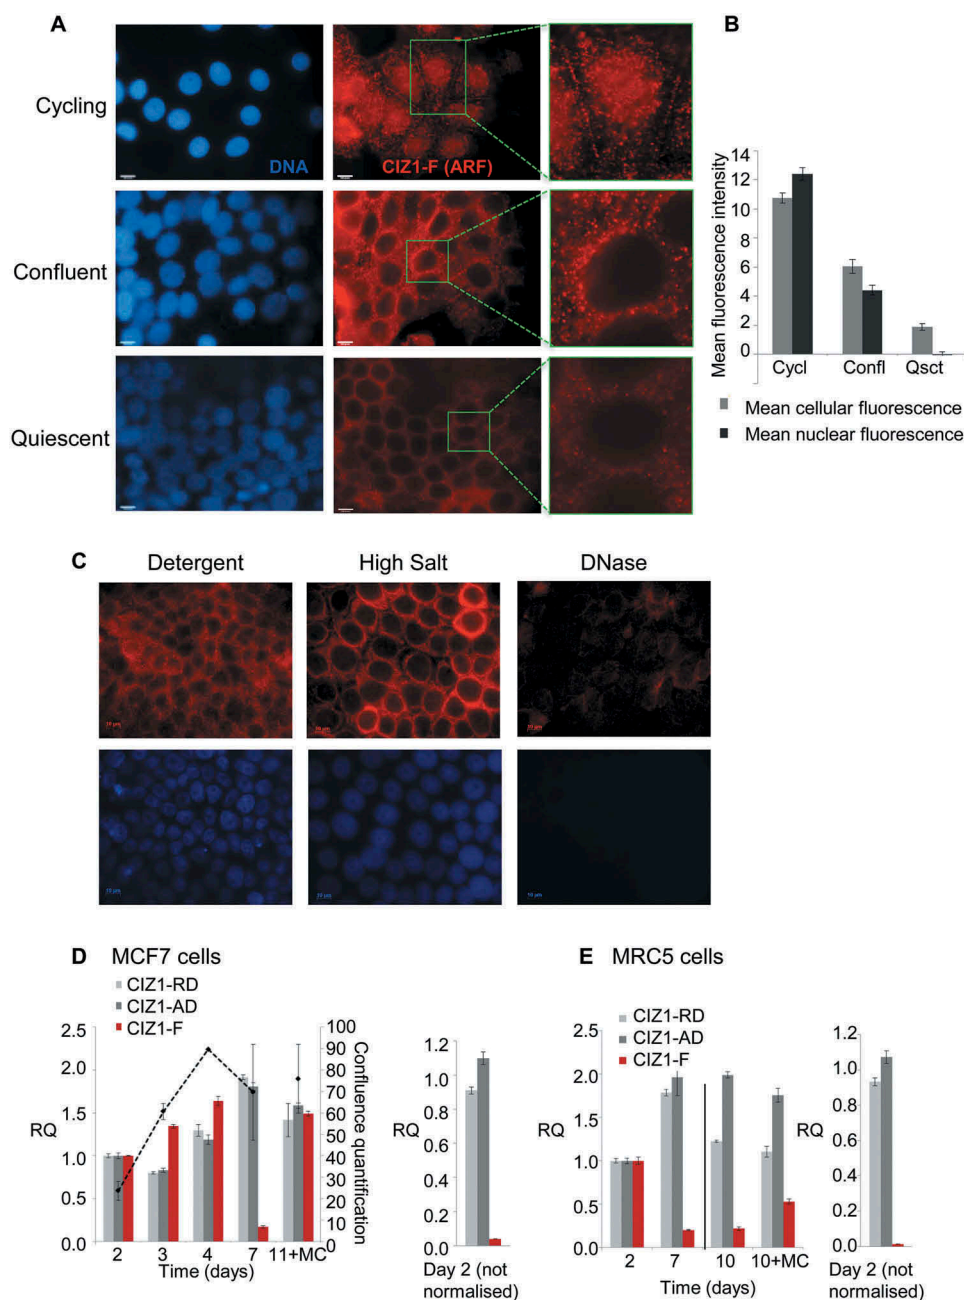 A
B
Cycling
DNA
CIZ1-F (ARF)
Confluent
Quiescent
Mean fluorescence intensity
14
12
10
8
6
4
2
0
Cycl Confl Qsct
Mean cellular fluorescence
Mean nuclear fluorescence
C
Detergent High Salt DNase
10 µm
D MCF7 cells
CIZ1-RD
CIZ1-AD
CIZ1-F
2.5
2.0
1.5
RQ
1.0
0.5
0.0
100
90
80
70
60
50
40
30
20
10
0
Confluence quantification
2 3 4 7 11+MC
Time (days)
1.2
1.0
0.8
RQ
0.6
0.4
0.2
0.0
Day 2 (not
normalised)
E MRC5 cells
CIZ1-RD
CIZ1-AD
CIZ1-F
2.5
2.0
1.5
RQ
1.0
0.5
0.0
2 7 10 10+MC
Time (days)
1.2
1.0
0.8
RQ
0.6
0.4
0.2
0.0
Day 2 (not
normalised)